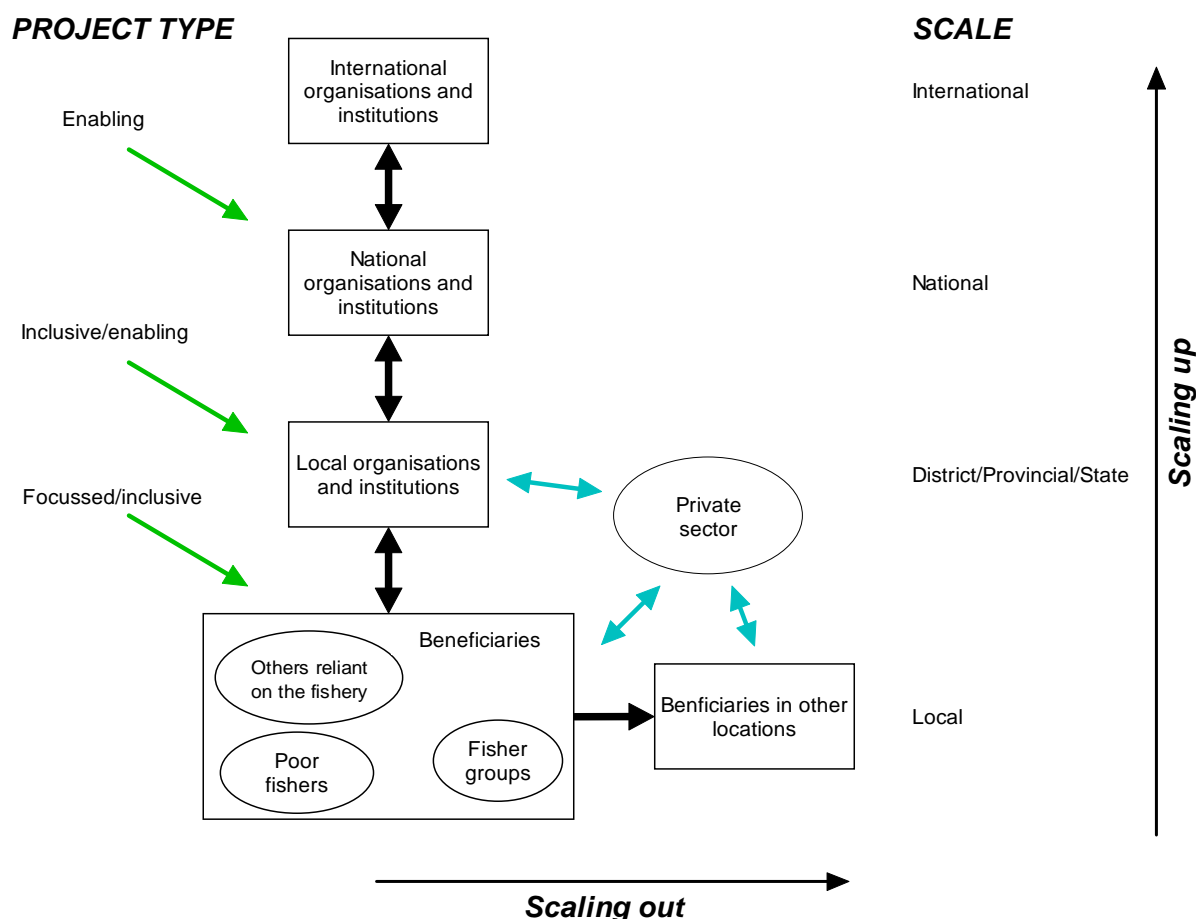 PROJECT TYPE
SCALE
International
organisations and
institutions
International
Enabling
National
organisations and
institutions
National
Inclusive/enabling
Scaling up
Local organisations
and institutions
District/Provincial/State
Focussed/inclusive
Private
sector
Beneficiaries
Others reliant
on the fishery
Benficiaries in other
locations
Local
Fisher
groups
Poor
fishers
Scaling out